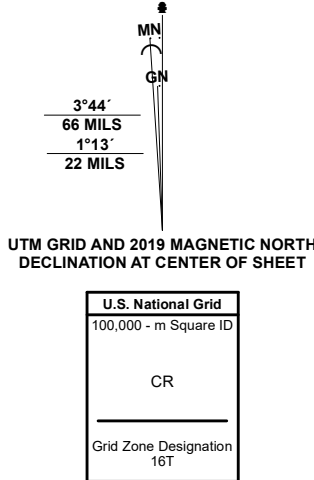 MN
GN
3°44´
66 MILS
1°13´
22 MILS
UTM GRID AND 2019 MAGNETIC NORTH
DECLINATION AT CENTER OF SHEET
U.S. National Grid
100,000 - m Square ID
CR
Grid Zone Designation
16T